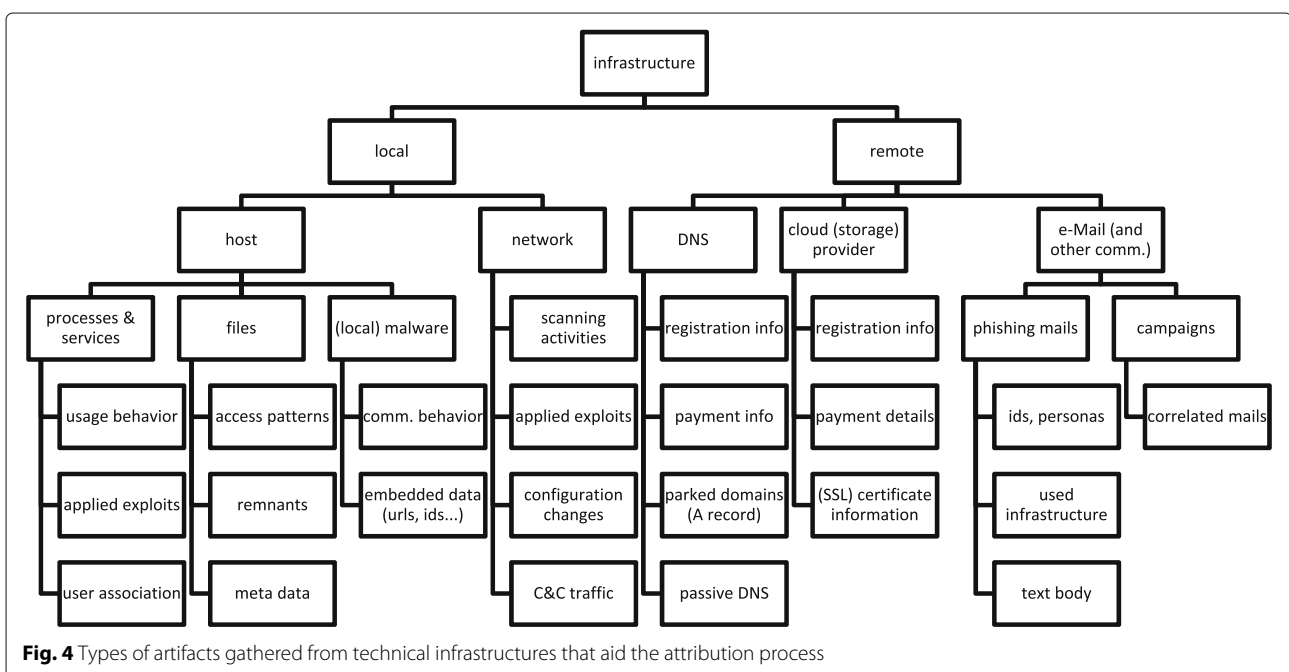 infrastructure
local
remote
host
network
DNS
cloud (storage)
provider
e-Mail (and
other comm.)
processes &
services
files
(local) malware
scanning
activities
registration info
registration info
phishing mails
campaigns
usage behavior
access patterns
comm. behavior
applied exploits
payment info
payment details
ids, personas
correlated mails
applied exploits
remnants
embedded data
(urls, ids...)
configuration
changes
parked domains
(A record)
(SSL) certificate
information
used
infrastructure
user association
meta data
C&C traffic
passive DNS
text body
Fig. 4 Types of artifacts gathered from technical infrastructures that aid the attribution process